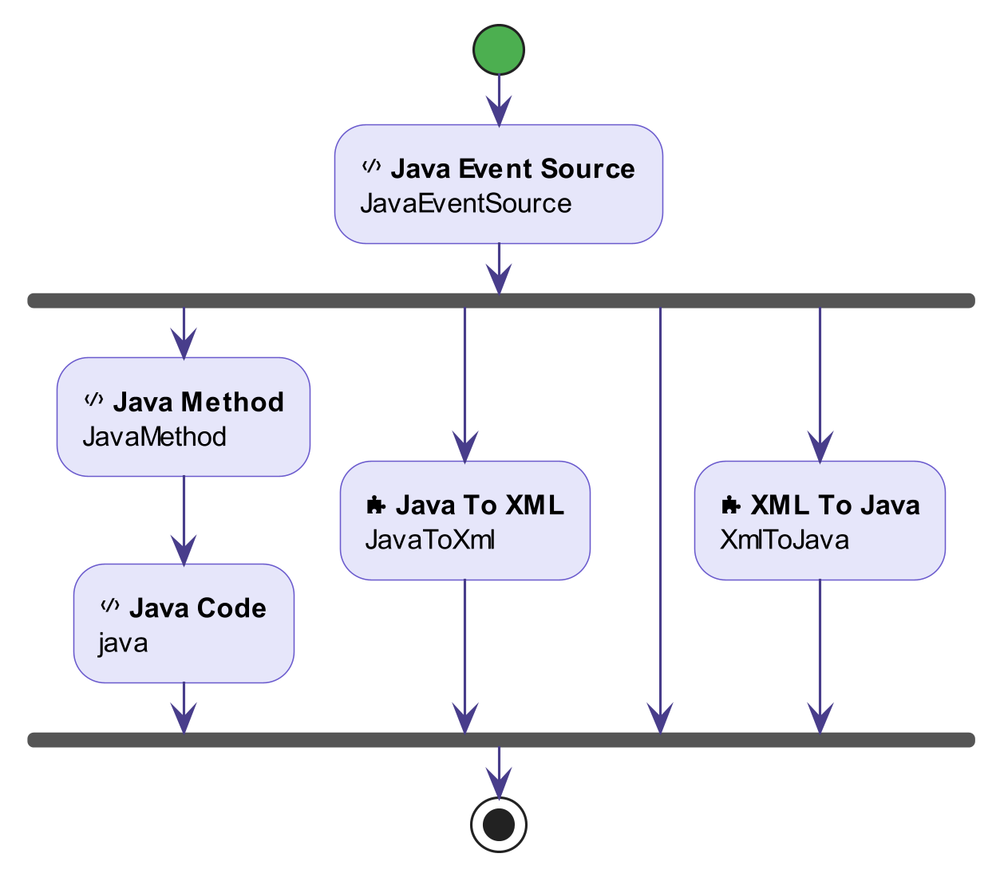 Java Event Source
JavaEventSource
Java Method
JavaMethod
Java To XML
JavaToXml
XML To Java
XmlToJava
Java Code
java